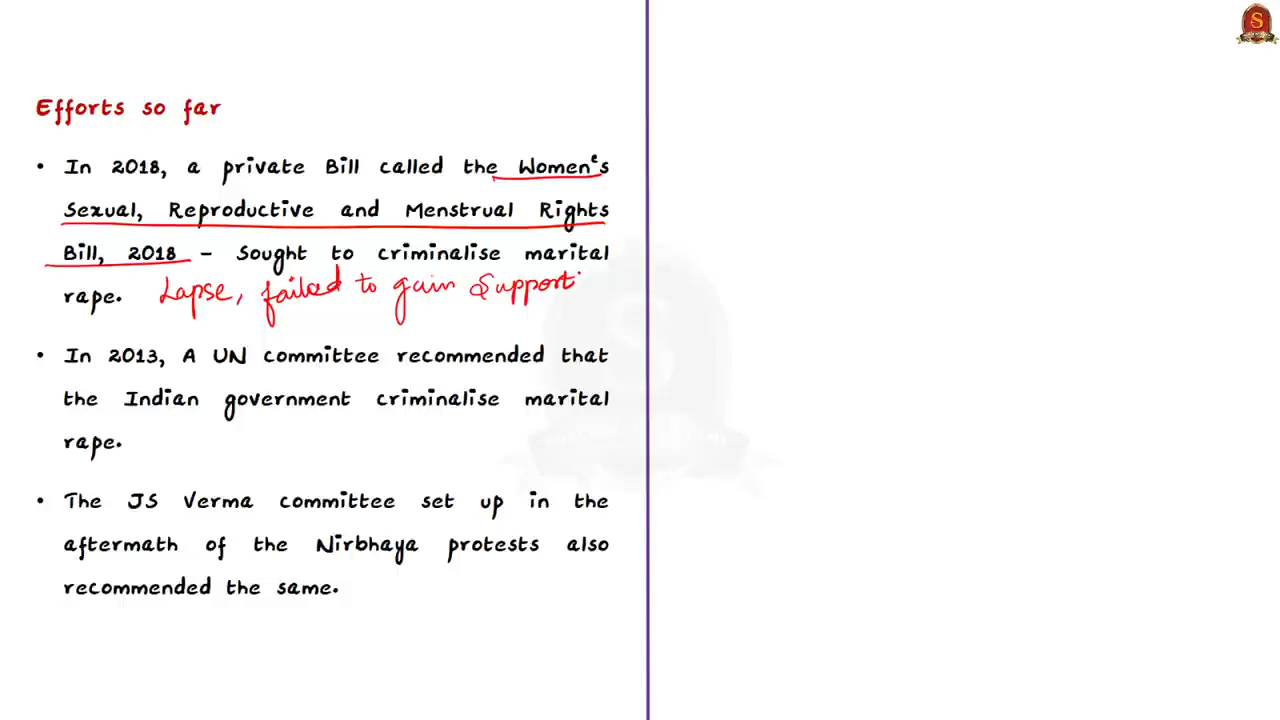 Efforts so far
• In 2018, a private Bill called the Women's
Sexual, Reproductive and Menstrual Rights
Bill, 2018 – Sought to criminalise marital
rape. Lapse, failed to gain Support
• In 2013, A UN committee recommended that
the Indian government criminalise marital
rape.
• The JS Verma committee set up in the
aftermath of the Nirbhaya protests also
recommended the same.